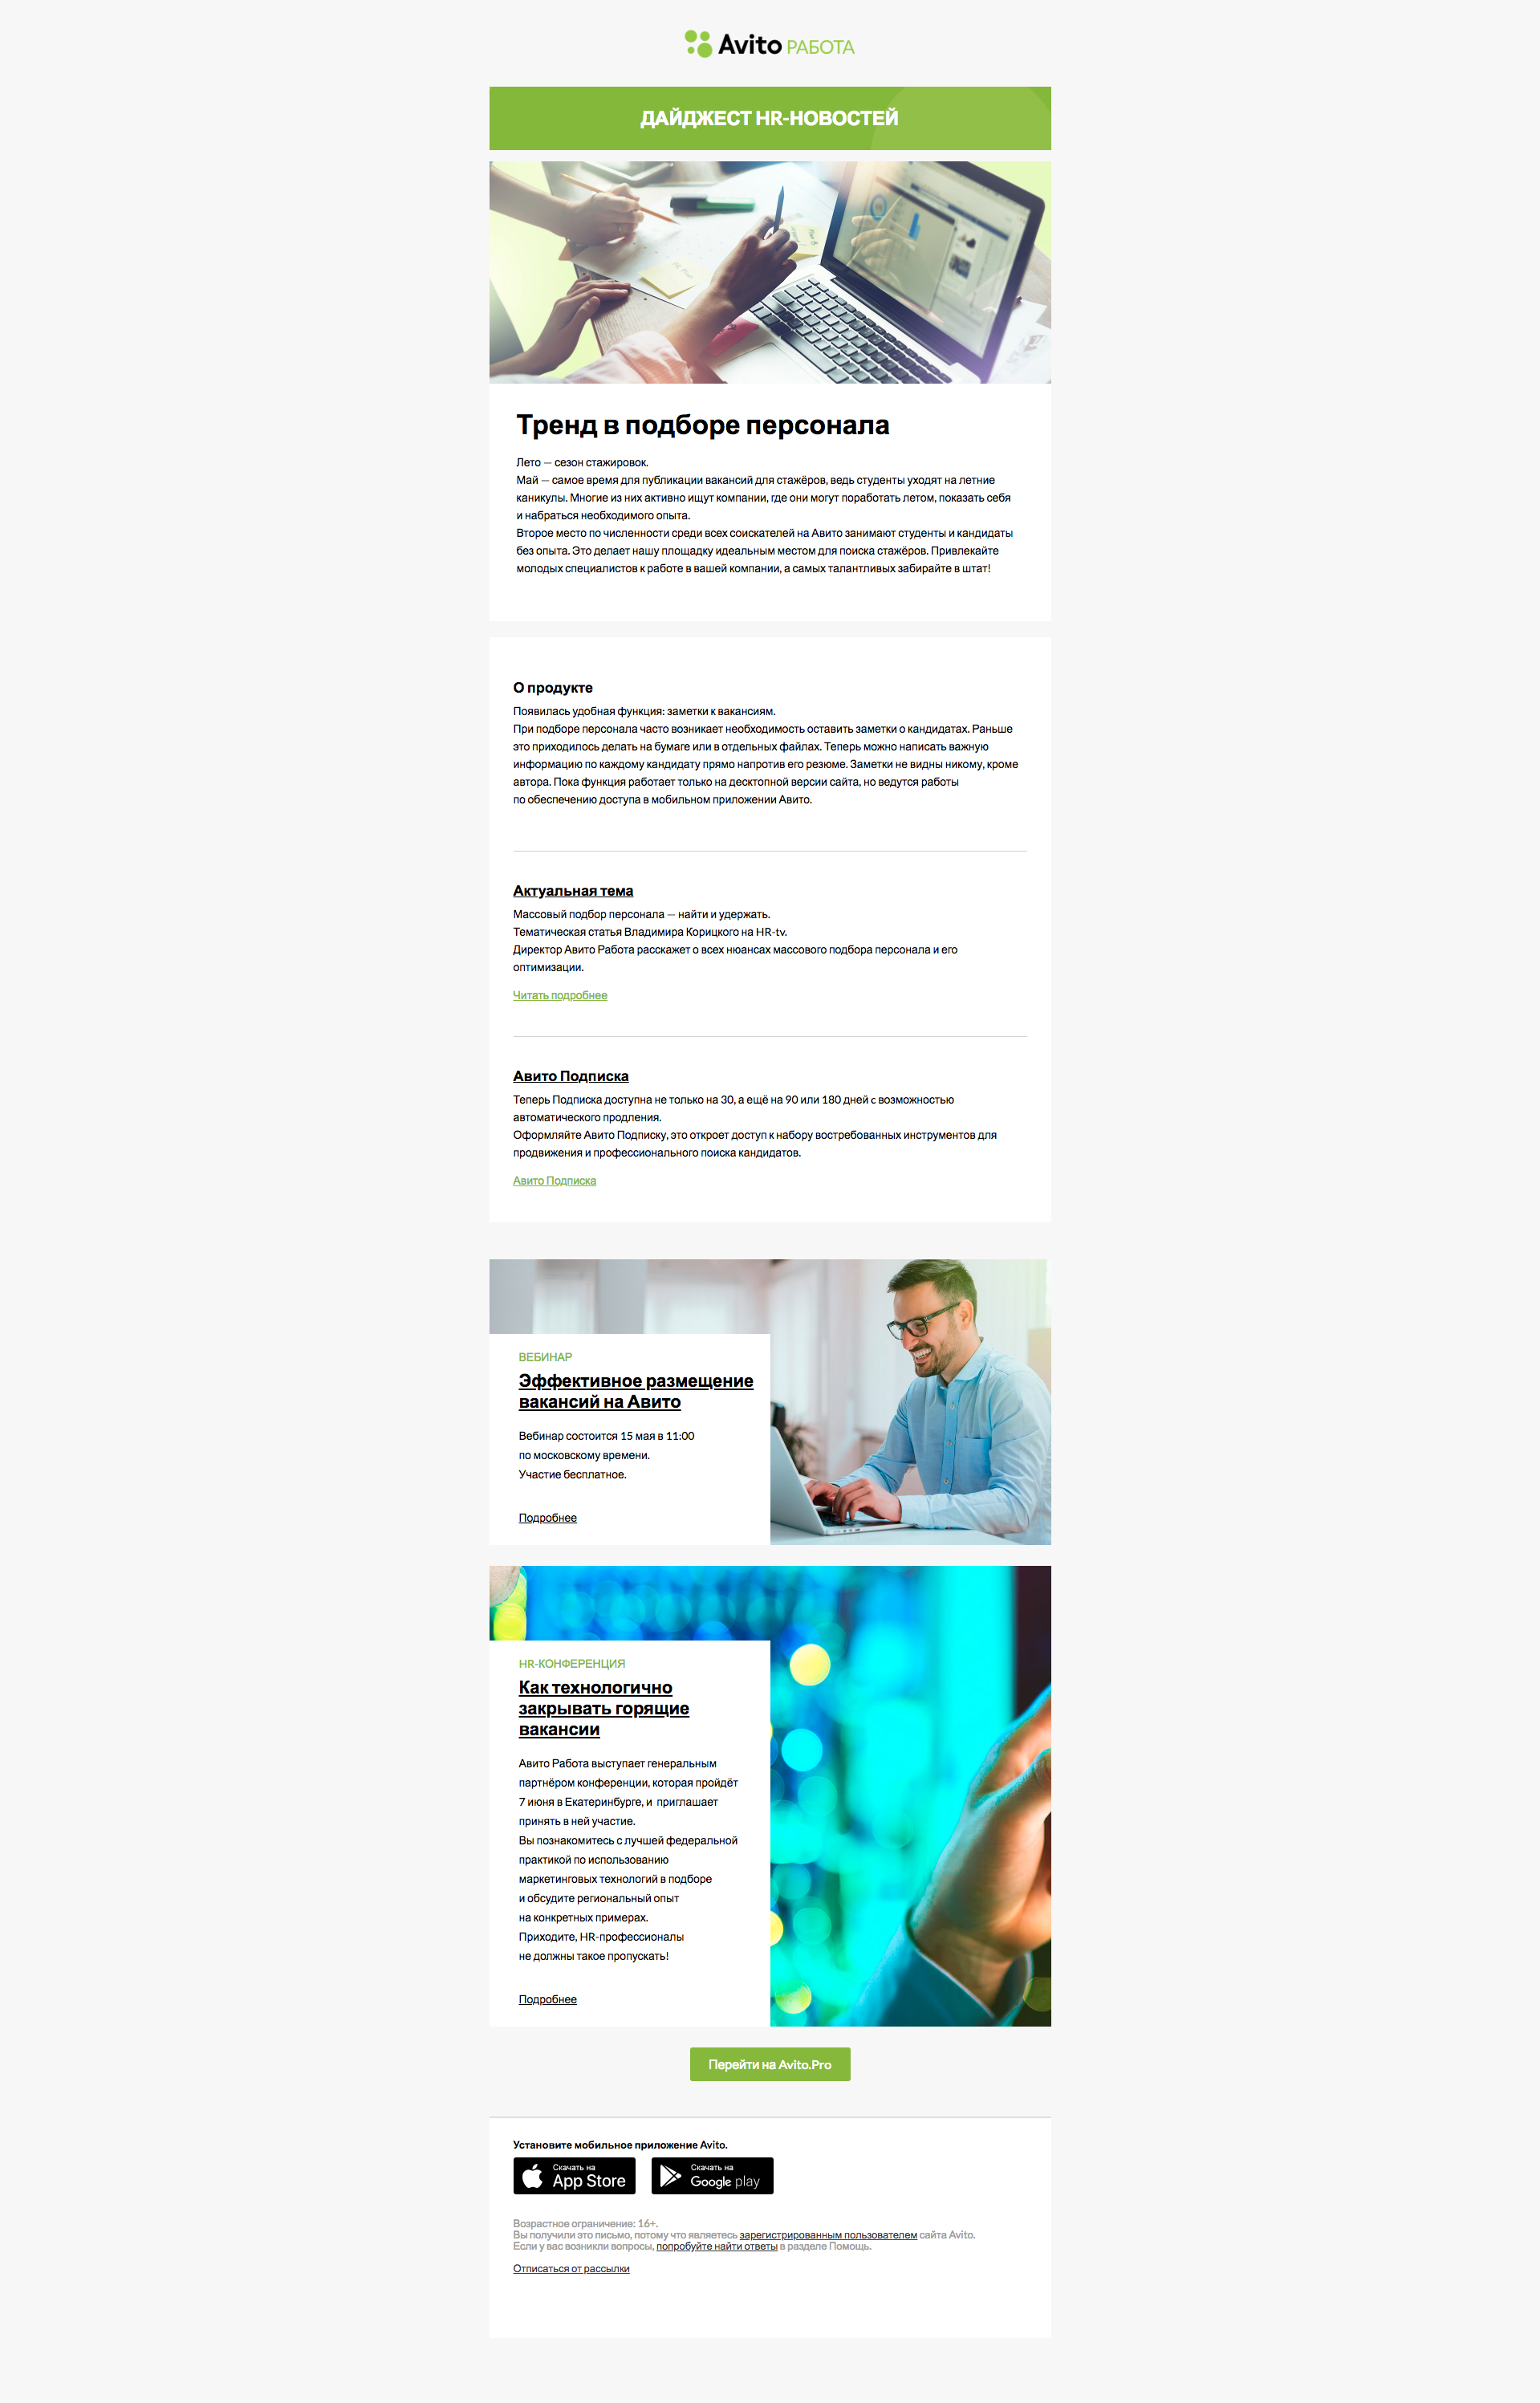 Avito РАБОТА
ДАЙДЖЕСТ HR-НОВОСТЕЙ
Тренд в подборе персонала
Лето — сезон стажировок.
Май — самое время для публикации вакансий для стажёров, ведь студенты уходят на летние
каникулы. Многие из них активно ищут компании, где они могут поработать летом, показать себя
и набраться необходимого опыта.
Второе место по численности среди всех соискателей на Авито занимают студенты и кандидаты
без опыта. Это делает нашу площадку идеальным местом для поиска стажёров. Привлекайте
молодых специалистов к работе в вашей компании, а самых талантливых забирайте в штат!
О продукте
Появилась удобная функция: заметки к вакансиям.
При подборе персонала часто возникает необходимость оставить заметки о кандидатах. Раньше
это приходилось делать на бумаге или в отдельных файлах. Теперь можно написать важную
информацию по каждому кандидату прямо напротив его резюме. Заметки не видны никому, кроме
автора. Пока функция работает только на десктопной версии сайта, но ведутся работы
по обеспечению доступа в мобильном приложении Авито.
Актуальная тема
Массовый подбор персонала — найти и удержать.
Тематическая статья Владимира Корицкого на HR-tv.
Директор Авито Работа расскажет о всех нюансах массового подбора персонала и его
оптимизации.
Читать подробнее
Авито Подписка
Теперь Подписка доступна не только на 30, а ещё на 90 или 180 дней с возможностью
автоматического продления.
Оформляйте Авито Подписку, это откроет доступ к набору востребованных инструментов для
продвижения и профессионального поиска кандидатов.
Авито Подписка
ВЕБИНАР
Эффективное размещение
вакансий на Авито
Вебинар состоится 15 мая в 11:00
по московскому времени.
Участие бесплатное.
Подробнее
HR-КОНФЕРЕНЦИЯ
Как технологично
закрывать горящие
вакансии
Авито Работа выступает генеральным
партнёром конференции, которая пройдёт
7 июня в Екатеринбурге, и приглашает
принять в ней участие.
Вы познакомитесь с лучшей федеральной
практикой по использованию
маркетинговых технологий в подборе
и обсудите региональный опыт
на конкретных примерах.
Приходите, HR-профессионалы
не должны такое пропускать!
Подробнее
Перейти на Avito.Pro
Установите мобильное приложение Avito.
Скачать на
App Store
Скачать на
Google play
Возрастное ограничение: 16+.
Вы получили это письмо, потому что являетесь зарегистрированным пользователем сайта Avito.
Если у вас возникли вопросы, попробуйте найти ответы в разделе Помощь.
Отписаться от рассылки